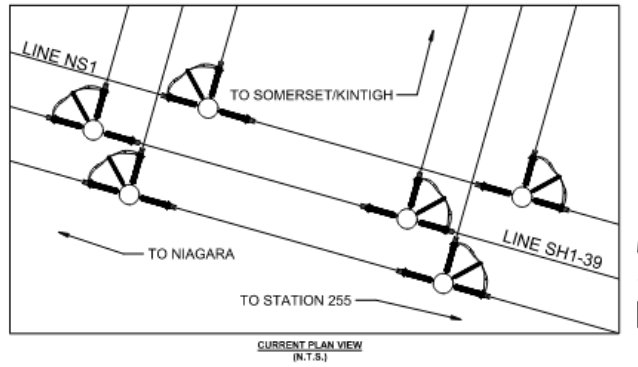 LINE NS1
TO SOMERSET/KINTIGH
LINE SH1-39
TO NIAGARA
TO STATION 255
CURRENT PLAN VIEW
(N.T.S.)